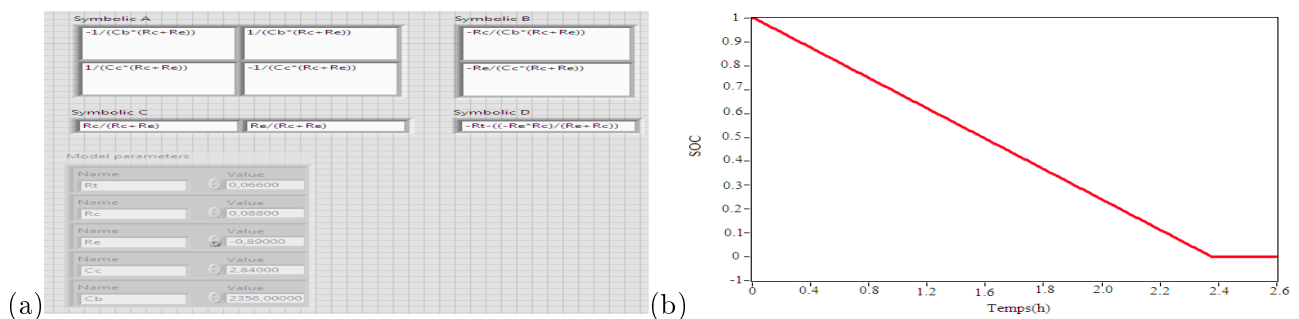 Symbolic A
-1/(Cb*(Rc+Re)) 1/(Cb*(Rc+Re))
1/(Cc*(Rc+Re)) -1/(Cc*(Rc+Re))
Symbolic B
-Rc/(Cb*(Rc+Re))
-Re/(Cc*(Rc+Re))
Symbolic C
Rc/(Rc+Re) Re/(Rc+Re)
Symbolic D
-Rt-((-Re*Rc)/(Re+Rc))
Model parameters
Name Value
Rt 0,06600
Name Value
Rc 0,08800
Name Value
Re -0,89000
Name Value
Cc 2,84000
Name Value
Cb 2356,00000
(a)
1
0.9
0.8
0.7
0.6
0.5
0.4
0.3
0.2
0.1
0
-1
SOC
0 0.4 0.8 1.2 1.6 1.8 2.0 2.2 2.4 2.6
Temps(h)
(b)